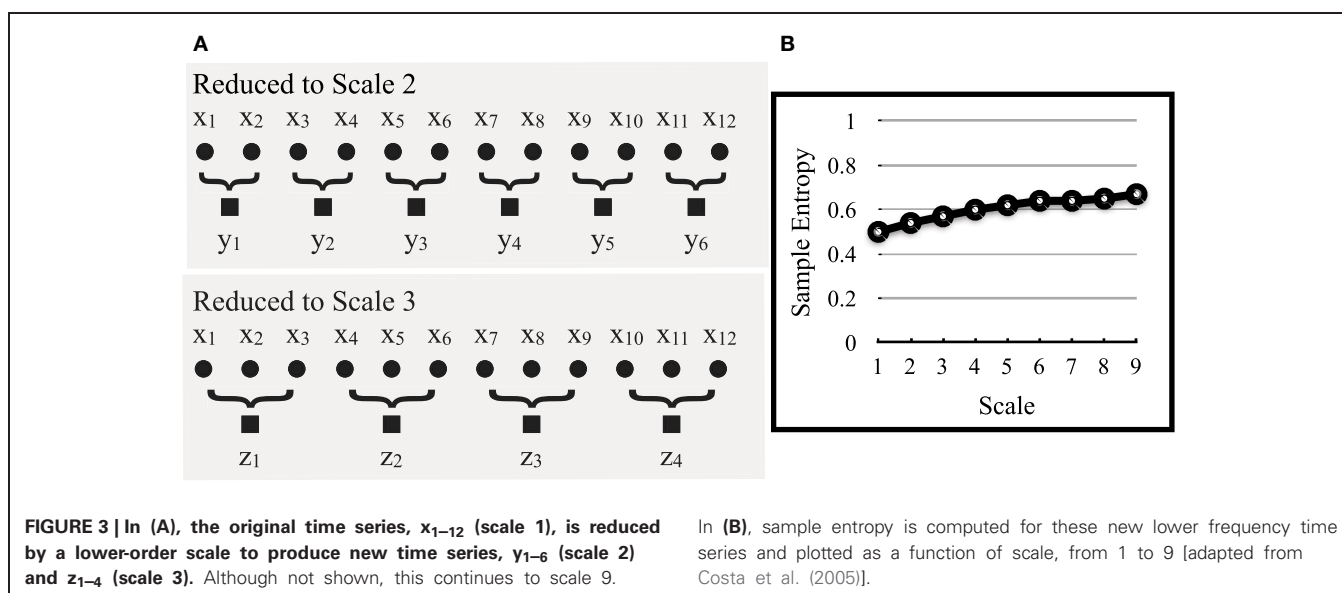 A
Reduced to Scale 2
x1 x2 x3 x4 x5 x6 x7 x8 x9 x10 x11 x12
y1 y2 y3 y4 y5 y6
Reduced to Scale 3
x1 x2 x3 x4 x5 x6 x7 x8 x9 x10 x11 x12
z1 z2 z3 z4
B
Sample Entropy
1
0.8
0.6
0.4
0.2
0
1 2 3 4 5 6 7 8 9
Scale
FIGURE 3 | In (A), the original time series, x1–12 (scale 1), is reduced
by a lower-order scale to produce new time series, y1–6 (scale 2)
and z1–4 (scale 3). Although not shown, this continues to scale 9.
In (B), sample entropy is computed for these new lower frequency time
series and plotted as a function of scale, from 1 to 9 [adapted from
Costa et al. (2005)].